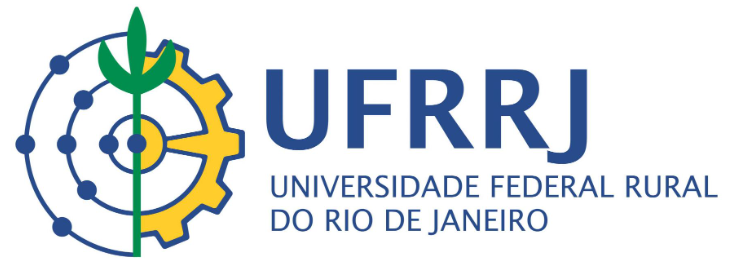 UFRRJ
UNIVERSIDADE FEDERAL RURAL
DO RIO DE JANEIRO